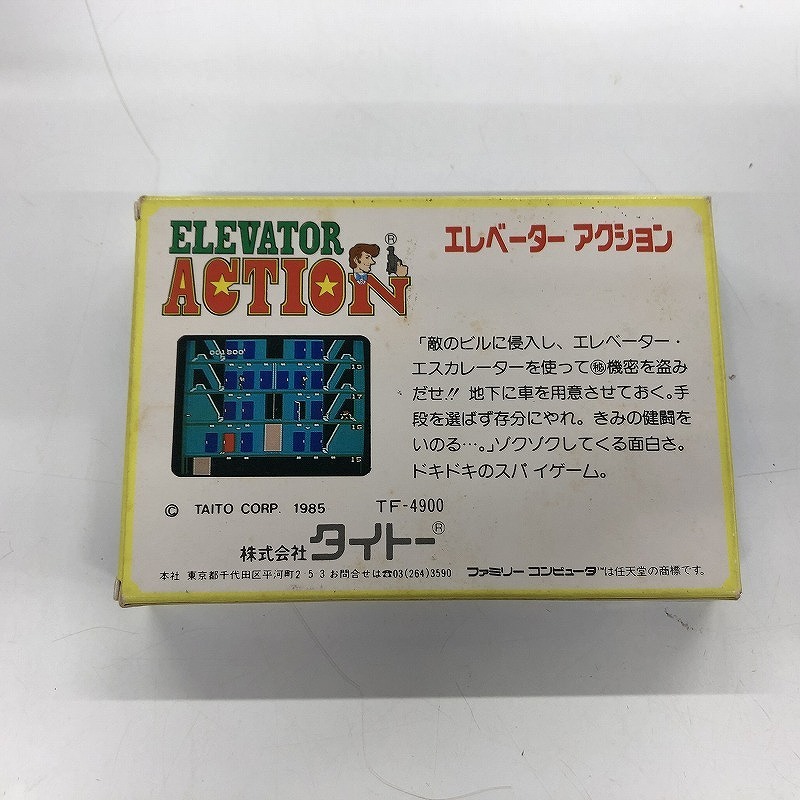 ELEVATOR
ACTION
®
エレベーター アクション
001500
「敵のビルに侵入し、エレベーター・
エスカレーターを使って㊙機密を盗み
だせ!! 地下に車を用意させておく。手
段を選ばず存分にやれ。きみの健闘を
いのる…。」ゾクゾクしてくる面白さ。
ドキドキのスパイゲーム。
17
16
15
© TAITO CORP. 1985 TF-4900
株式会社 タイトー®
本社 東京都千代田区平河町2 5 3 お問合せは☎03(264)3590 ファミリー コンピュータ™は任天堂の商標です。